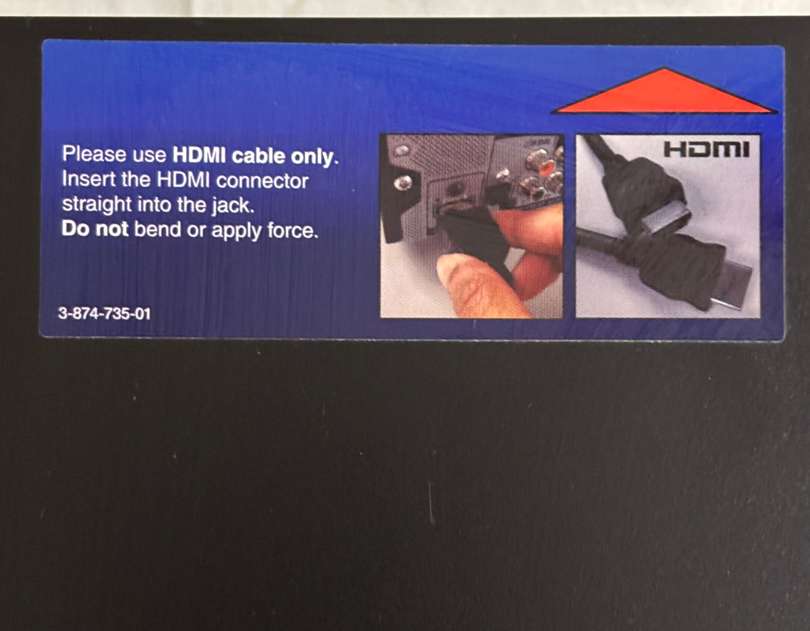 Please use HDMI cable only.
Insert the HDMI connector
straight into the jack.
Do not bend or apply force.
3-874-735-01
HDMI